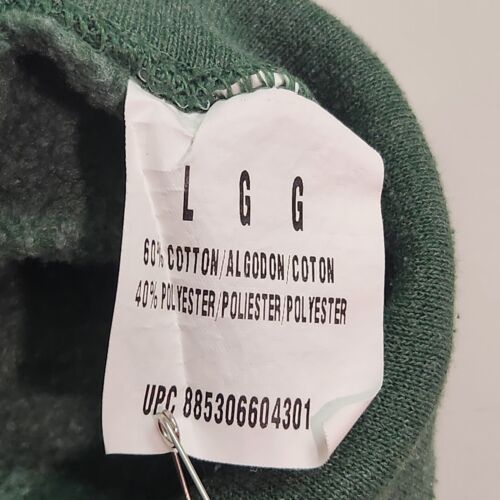 L G G
60% COTTON/ALGODON/COTON
40% POLYESTER/POLIESTER/POLYESTER
UPC 885306604301